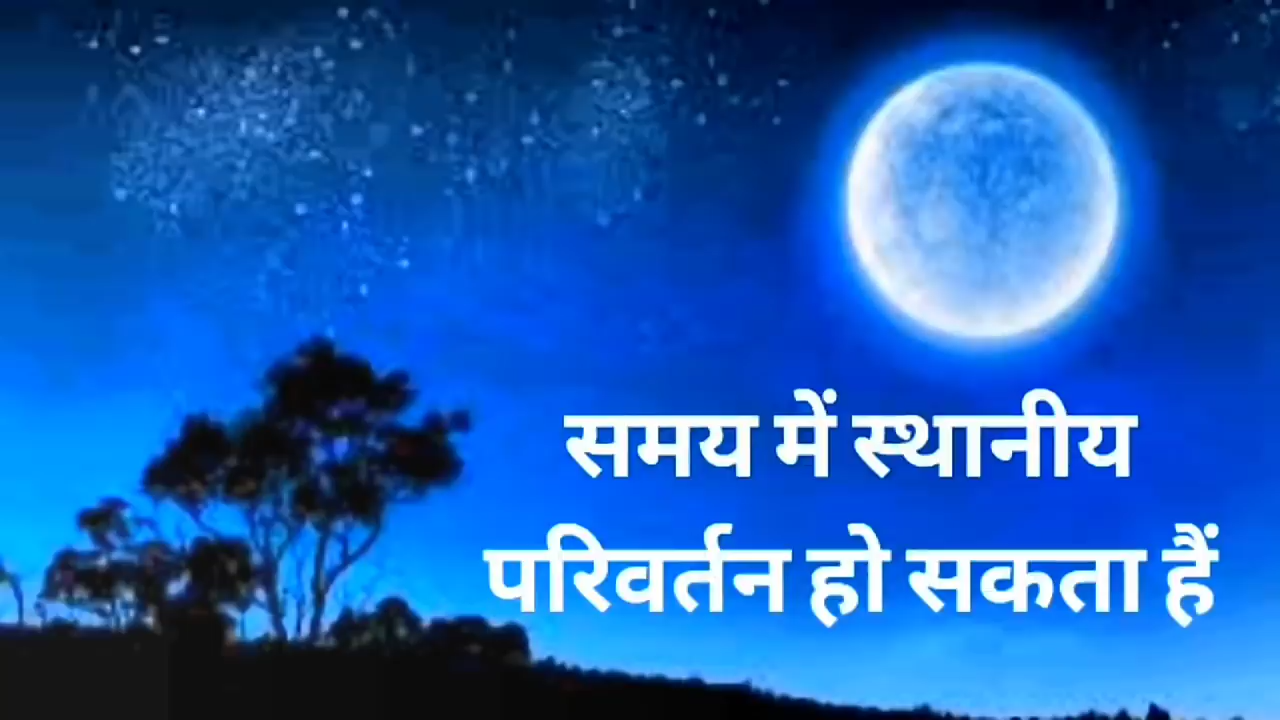 समय में स्थानीय
परिवर्तन हो सकता हैं